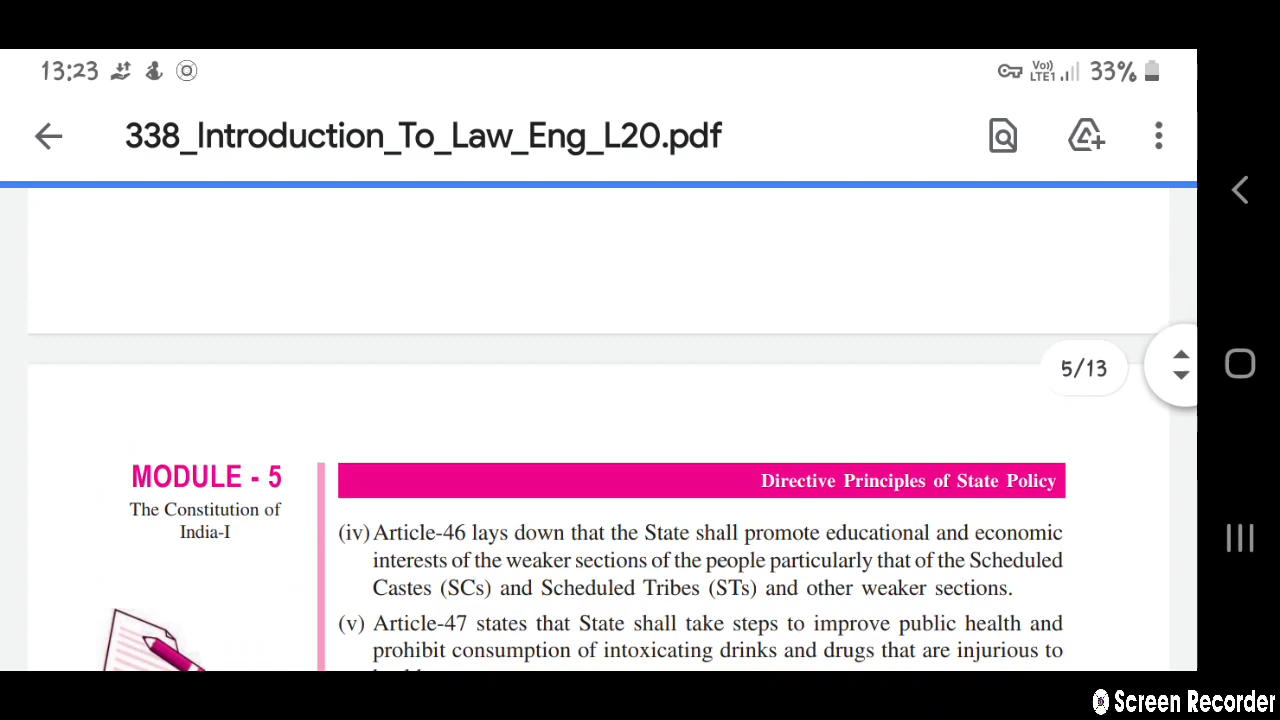 13:23
Vo)) LTE1 33%
338_Introduction_To_Law_Eng_L20.pdf
5/13
MODULE - 5
The Constitution of
India-I
Directive Principles of State Policy
(iv) Article-46 lays down that the State shall promote educational and economic
interests of the weaker sections of the people particularly that of the Scheduled
Castes (SCs) and Scheduled Tribes (STs) and other weaker sections.
(v) Article-47 states that State shall take steps to improve public health and
prohibit consumption of intoxicating drinks and drugs that are injurious to
Screen Recorder